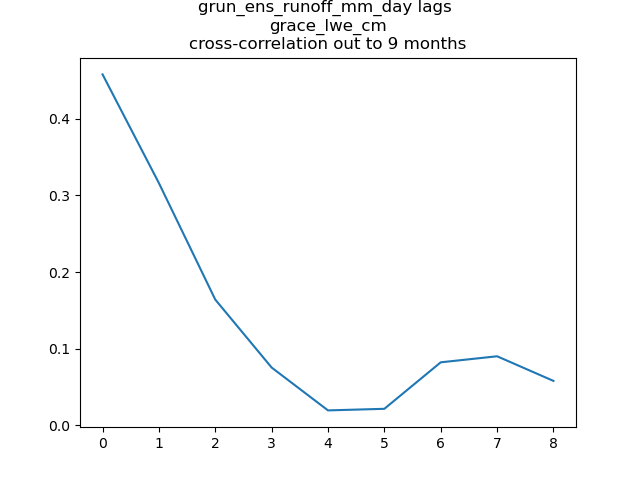 grun_ens_runoff_mm_day lags
grace_lwe_cm
cross-correlation out to 9 months
0.4
0.3
0.2
0.1
0.0
0 1 2 3 4 5 6 7 8